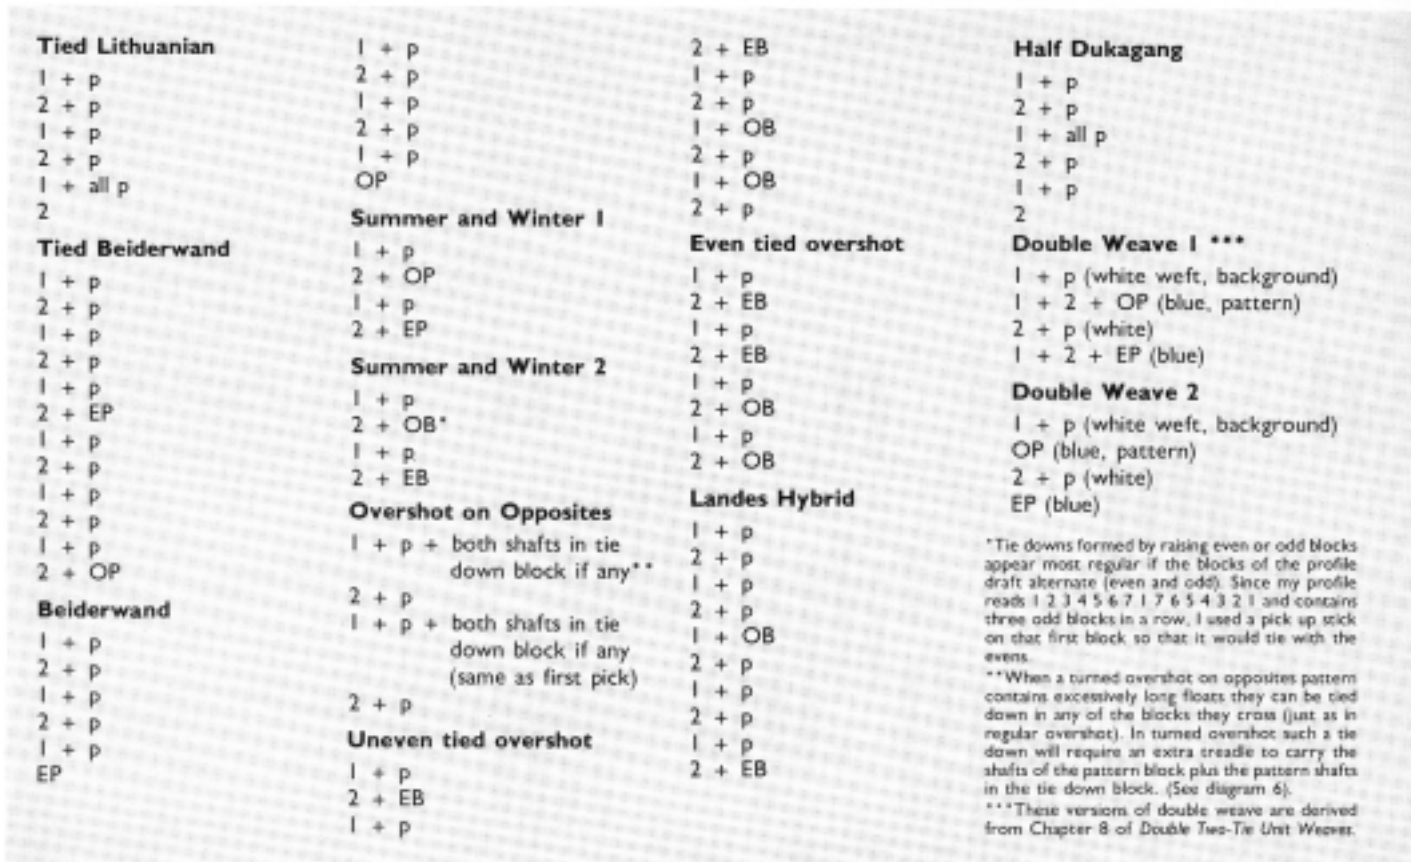 Tied Lithuanian
1 + p
2 + p
1 + p
2 + p
1 + all p
2
Tied Beiderwand
1 + p
2 + p
1 + p
2 + p
1 + p
2 + EP
1 + p
2 + p
1 + p
2 + p
1 + p
2 + OP
Beiderwand
1 + p
2 + p
1 + p
2 + p
1 + p
EP
1 + p
2 + p
1 + p
2 + p
1 + p
OP
Summer and Winter 1
1 + p
2 + OP
1 + p
2 + EP
Summer and Winter 2
1 + p
2 + OB*
1 + p
2 + EB
Overshot on Opposites
1 + p + both shafts in tie
down block if any**
2 + p
1 + p + both shafts in tie
down block if any
(same as first pick)
2 + p
Uneven tied overshot
1 + p
2 + EB
1 + p
2 + EB
1 + p
2 + p
1 + OB
2 + p
1 + OB
2 + p
Even tied overshot
1 + p
2 + EB
1 + p
2 + EB
1 + p
2 + OB
1 + p
2 + OB
Landes Hybrid
1 + p
2 + p
1 + p
2 + p
1 + OB
2 + p
1 + p
2 + p
1 + p
2 + EB
Half Dukagang
1 + p
2 + p
1 + all p
2 + p
1 + p
2
Double Weave 1 ***
1 + p (white weft, background)
1 + 2 + OP (blue, pattern)
2 + p (white)
1 + 2 + EP (blue)
Double Weave 2
1 + p (white weft, background)
OP (blue, pattern)
2 + p (white)
EP (blue)
*Tie downs formed by raising even or odd blocks
appear most regular if the blocks of the profile
draft alternate (even and odd). Since my profile
reads 1 2 3 4 5 6 7 1 7 6 5 4 3 2 1 and contains
three odd blocks in a row, I used a pick up stick
on that first block so that it would tie with the
evens.
**When a turned overshot on opposites pattern
contains excessively long floats they can be tied
down in any of the blocks they cross (just as in
regular overshot). In turned overshot such a tie
down will require an extra treadle to carry the
shafts of the pattern block plus the pattern shafts
in the tie down block. (See diagram 6).
***These versions of double weave are derived
from Chapter 8 of Double Two-Tie Unit Weaves.